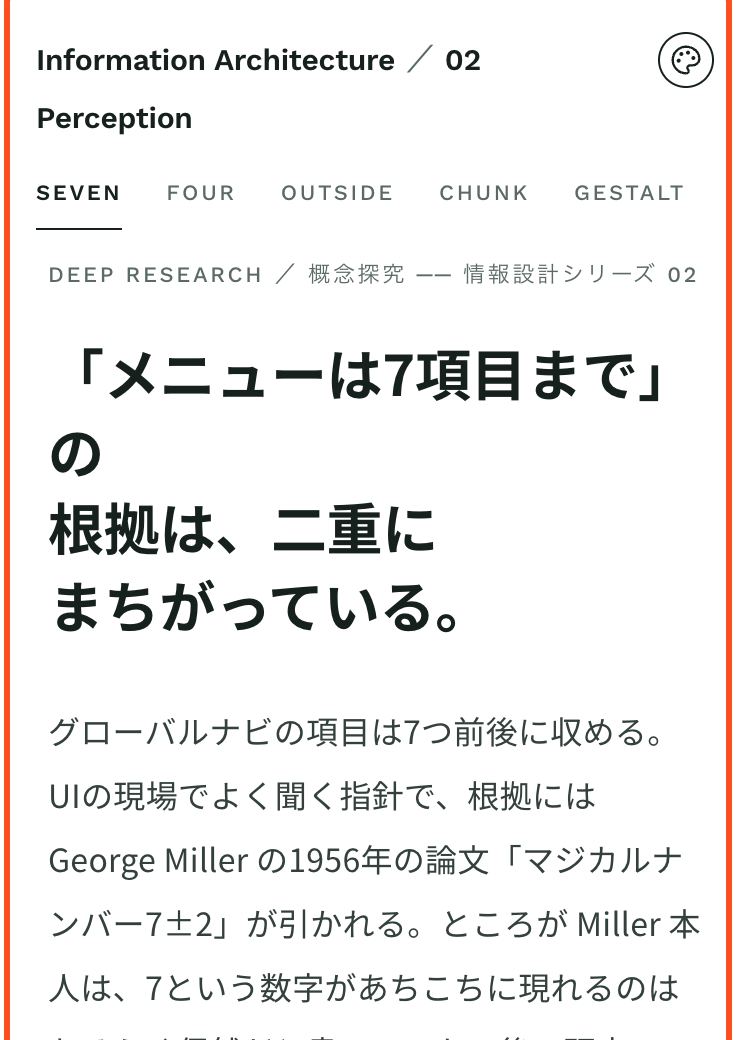 Information Architecture ／ 02
Perception
SEVEN FOUR OUTSIDE CHUNK GESTALT
DEEP RESEARCH ／ 概念探究 —— 情報設計シリーズ 02
「メニューは7項目まで」
の
根拠は、二重に
まちがっている。
グローバルナビの項目は7つ前後に収める。
UIの現場でよく聞く指針で、根拠には
George Miller の1956年の論文「マジカルナ
ンバー7±2」が引かれる。ところが Miller 本
人は、7という数字があちこちに現れるのは